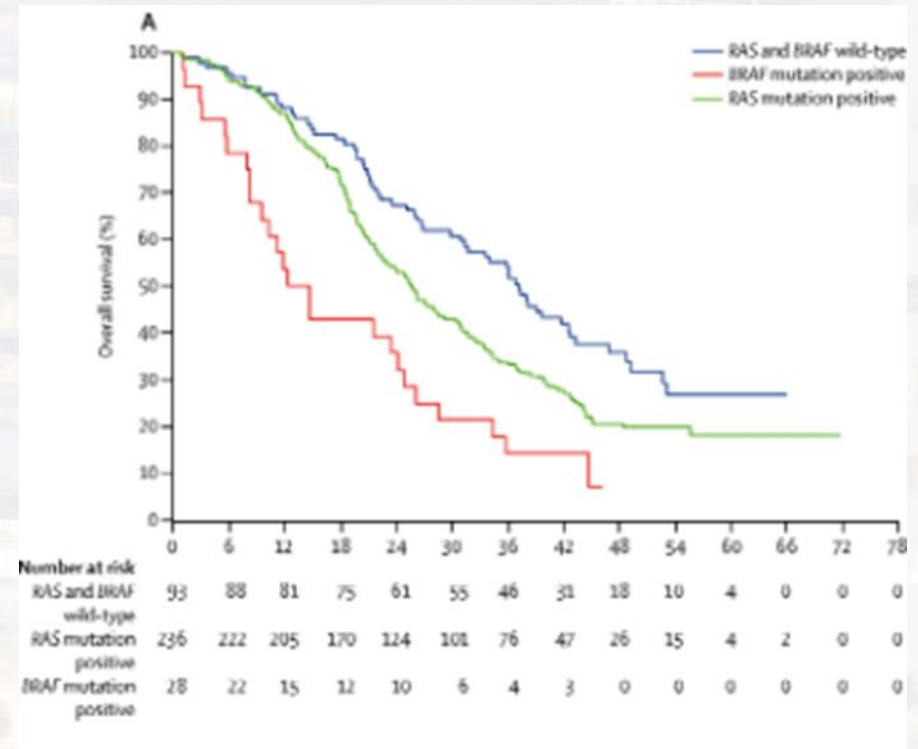 A
RAS and BRAF wild-type
BRAF mutation positive
RAS mutation positive
Overall survival (%)
100
90
80
70
60
50
40
30
20
10
0
0 6 12 18 24 30 36 42 48 54 60 66 72 78
Number at risk
RAS and BRAF 93 88 81 75 61 55 46 31 18 10 4 0 0 0
wild-type
RAS mutation 236 222 205 170 124 101 76 47 26 15 4 2 0 0
positive
BRAF mutation 28 22 15 12 10 6 4 3 0 0 0 0 0 0
positive